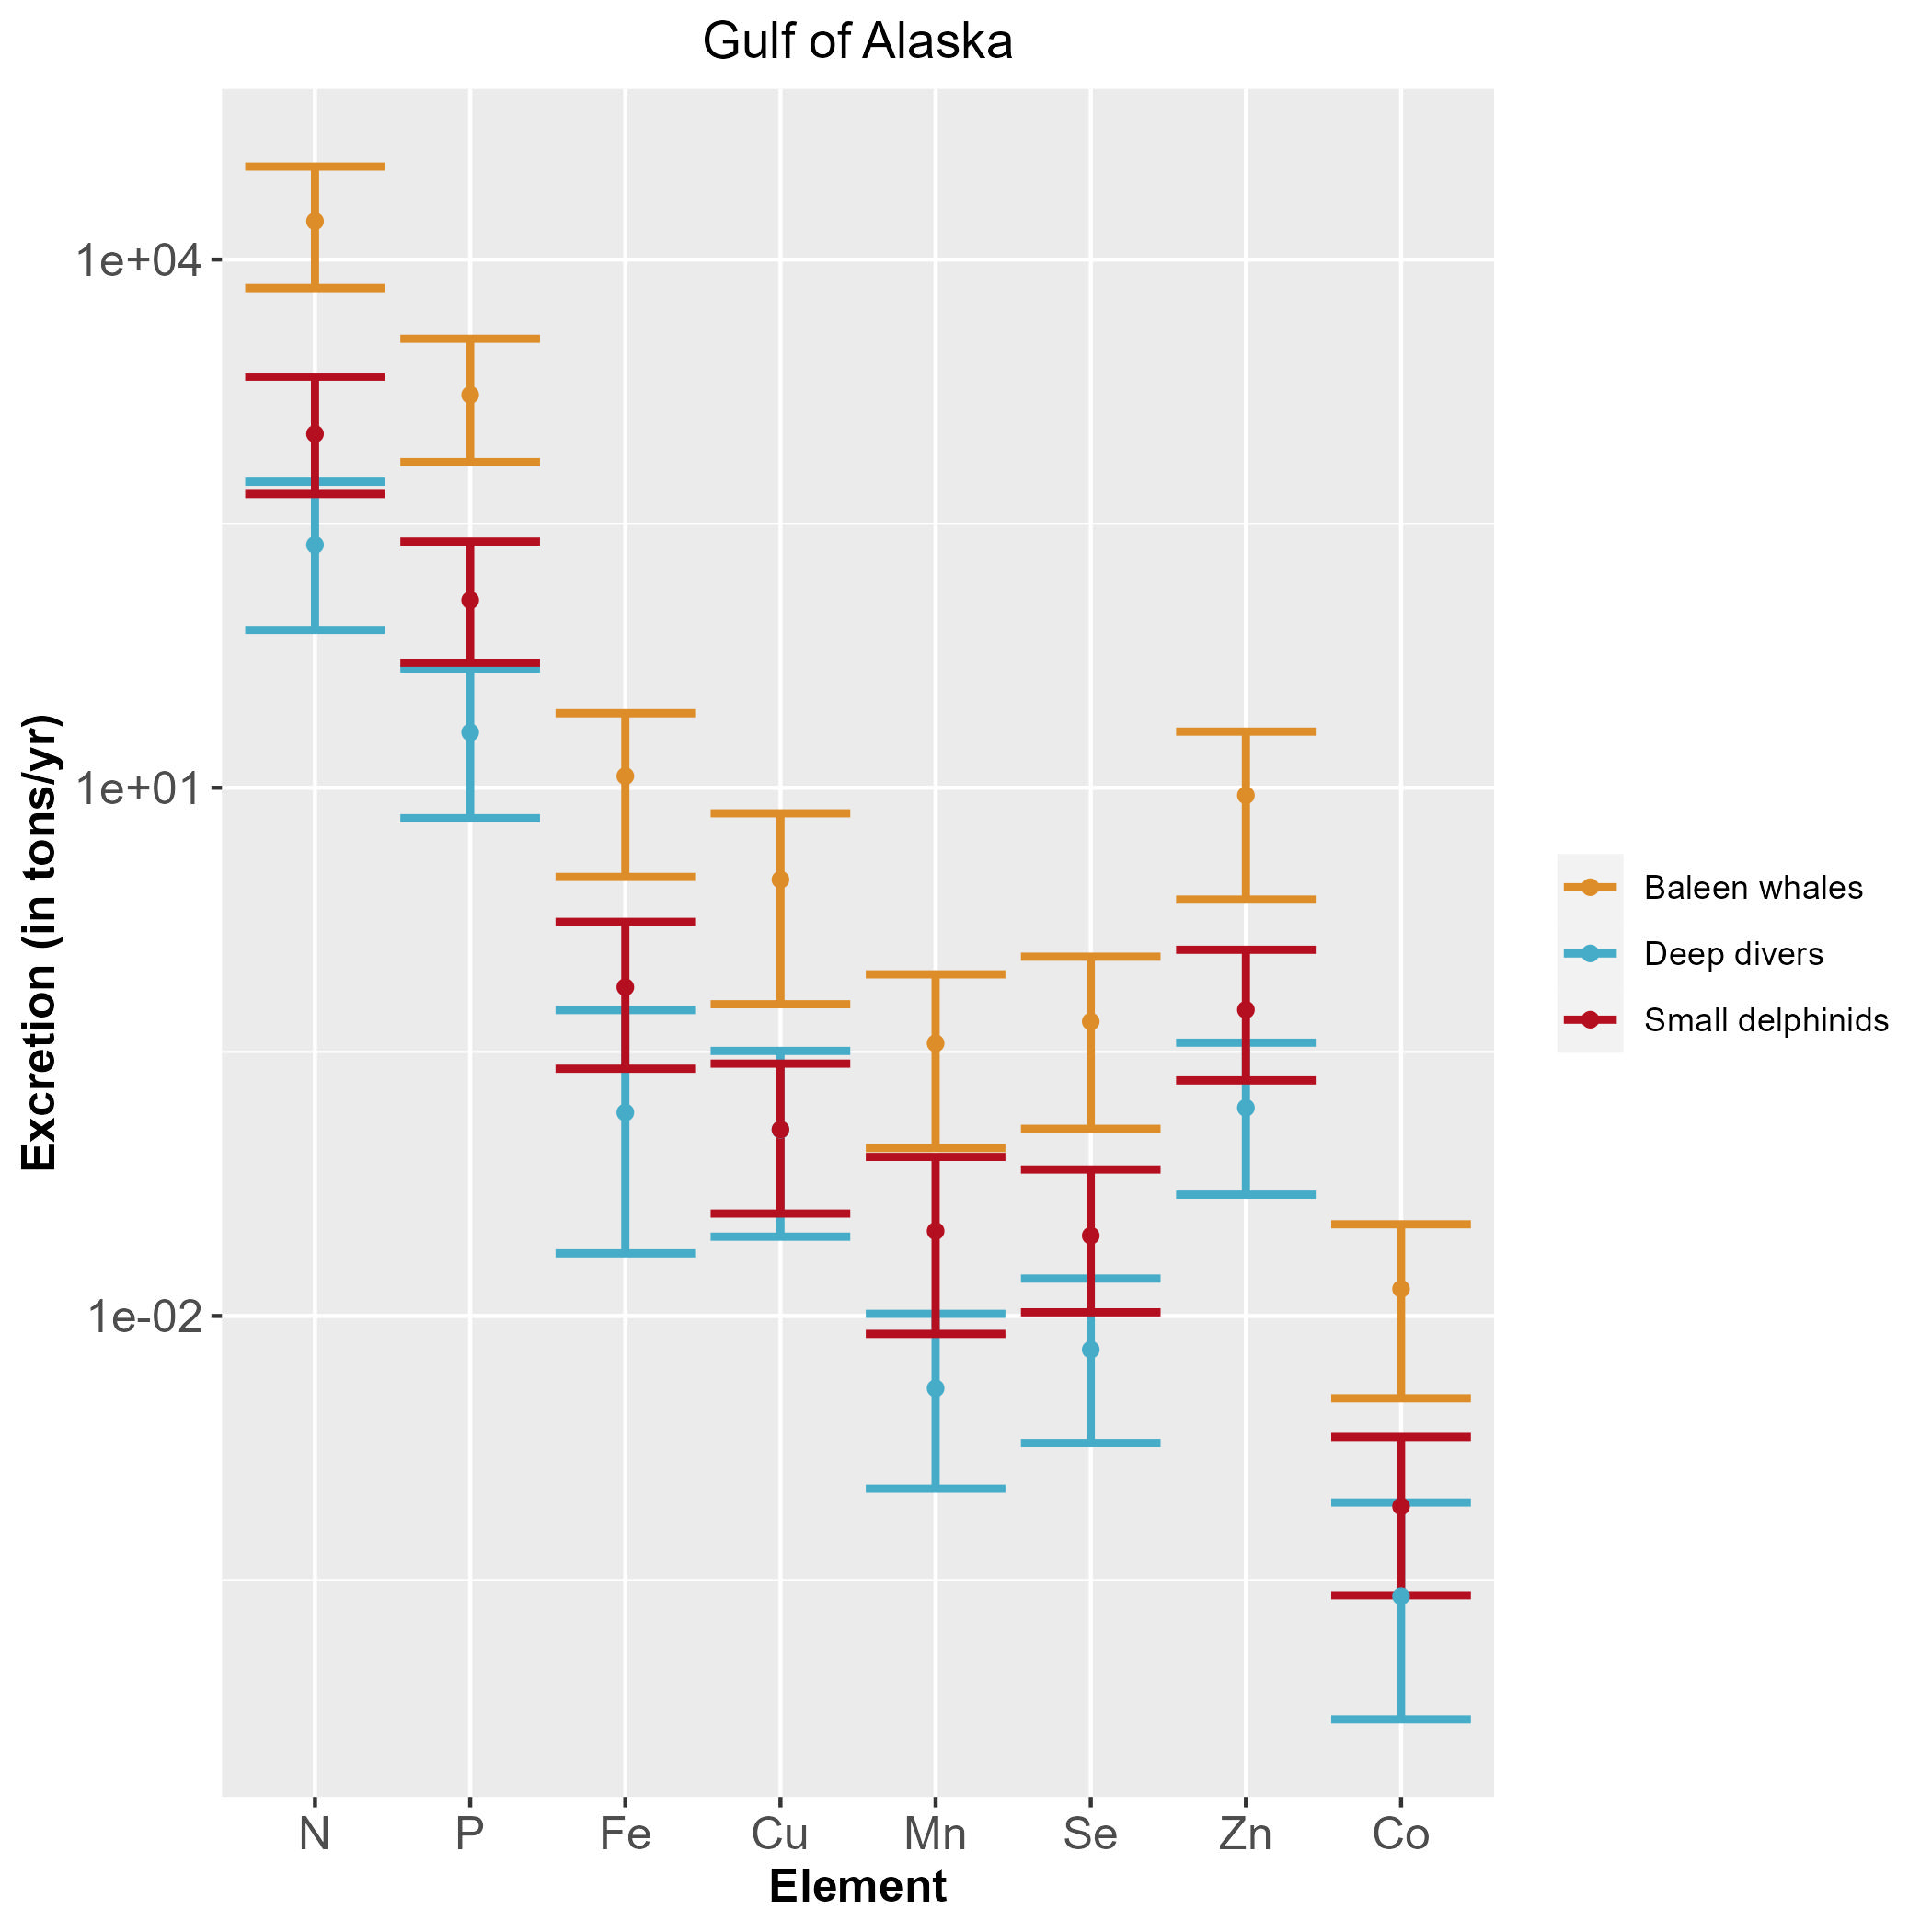 Gulf of Alaska
1e+04
1e+01
1e-02
Excretion (in tons/yr)
N P Fe Cu Mn Se Zn Co
Element
Baleen whales
Deep divers
Small delphinids